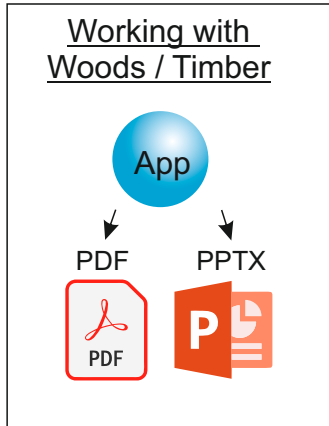 Working with
Woods / Timber
App
PDF PPTX
PDF P